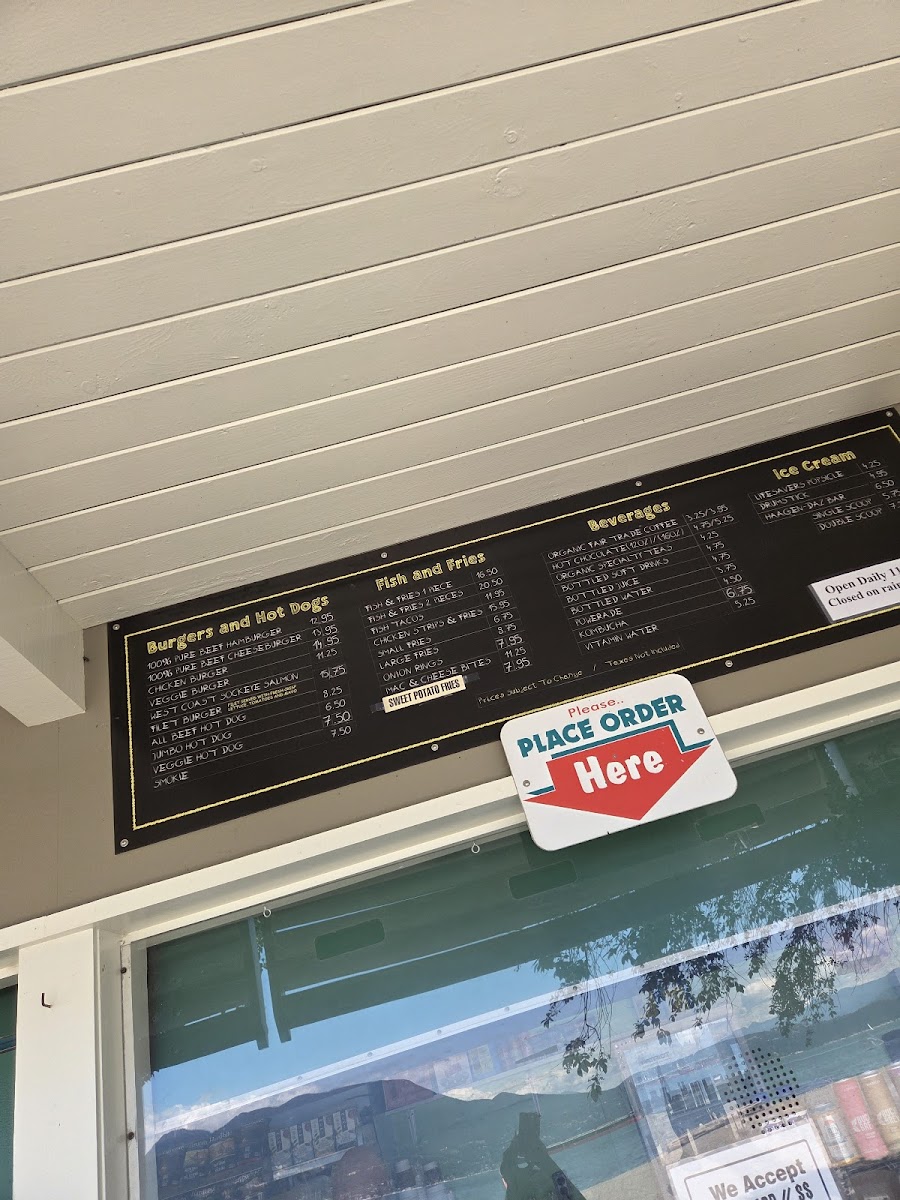 Burgers and Hot Dogs
100% PURE BEEF HAMBURGER 12.95
100% PURE BEEF CHEESEBURGER 13.95
CHICKEN BURGER 14.95
VEGGIE BURGER 11.25
WEST COAST SOCKEYE SALMON
FILET BURGER 15.75
ALL BEEF HOT DOG 8.25
JUMBO HOT DOG 6.50
VEGGIE HOT DOG 7.50
SMOKIE 7.50
Fish and Fries
FISH & FRIES 1 PIECE 16.50
FISH & FRIES 2 PIECES 20.50
FISH TACOS 11.25
CHICKEN STRIPS & FRIES 15.95
SMALL FRIES 6.75
LARGE FRIES 8.75
ONION RINGS 7.95
MAC & CHEESE BITES 11.25
SWEET POTATO FRIES 7.95
Beverages
ORGANIC FAIR TRADE COFFEE 3.25/3.95
HOT CHOCOLATE (12OZ)/(16OZ) 4.75/5.25
ORGANIC SPECIALTY TEAS 4.25
BOTTLED SOFT DRINKS
BOTTLED JUICE 4.75
BOTTLED WATER 3.75
POWERADE 4.50
KOMBUCHA 6.75
VITAMIN WATER 5.25
Prices Subject To Change / Taxes Not Included
Ice Cream
LIFESAVERS POPSICLE 4.25
DRUMSTICK 4.95
HAAGEN-DAZ BAR 6.50
SINGLE SCOOP 5.75
DOUBLE SCOOP
Open Daily 11
Closed on rain
Please..
PLACE ORDER
Here
We Accept